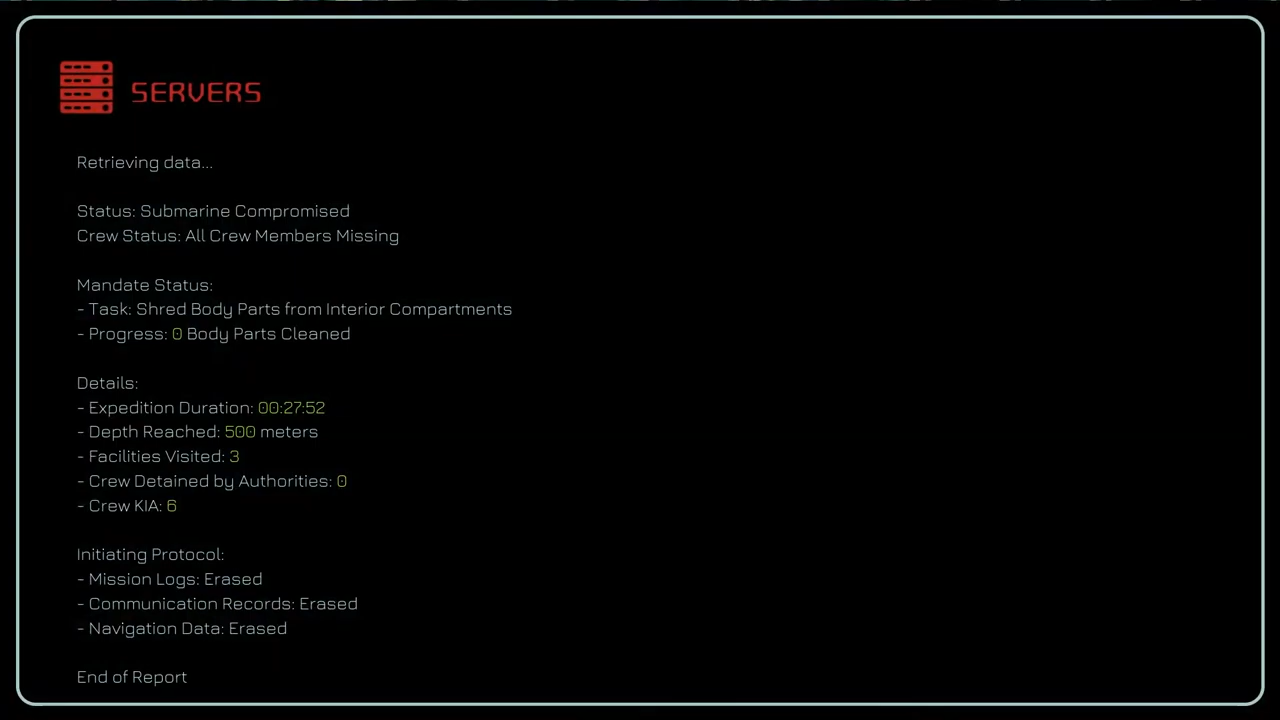 SERVERS
Retrieving data...
Status: Submarine Compromised
Crew Status: All Crew Members Missing
Mandate Status:
- Task: Shred Body Parts from Interior Compartments
- Progress: 0 Body Parts Cleaned
Details:
- Expedition Duration: 00:27:52
- Depth Reached: 500 meters
- Facilities Visited: 3
- Crew Detained by Authorities: 0
- Crew KIA: 6
Initiating Protocol:
- Mission Logs: Erased
- Communication Records: Erased
- Navigation Data: Erased
End of Report